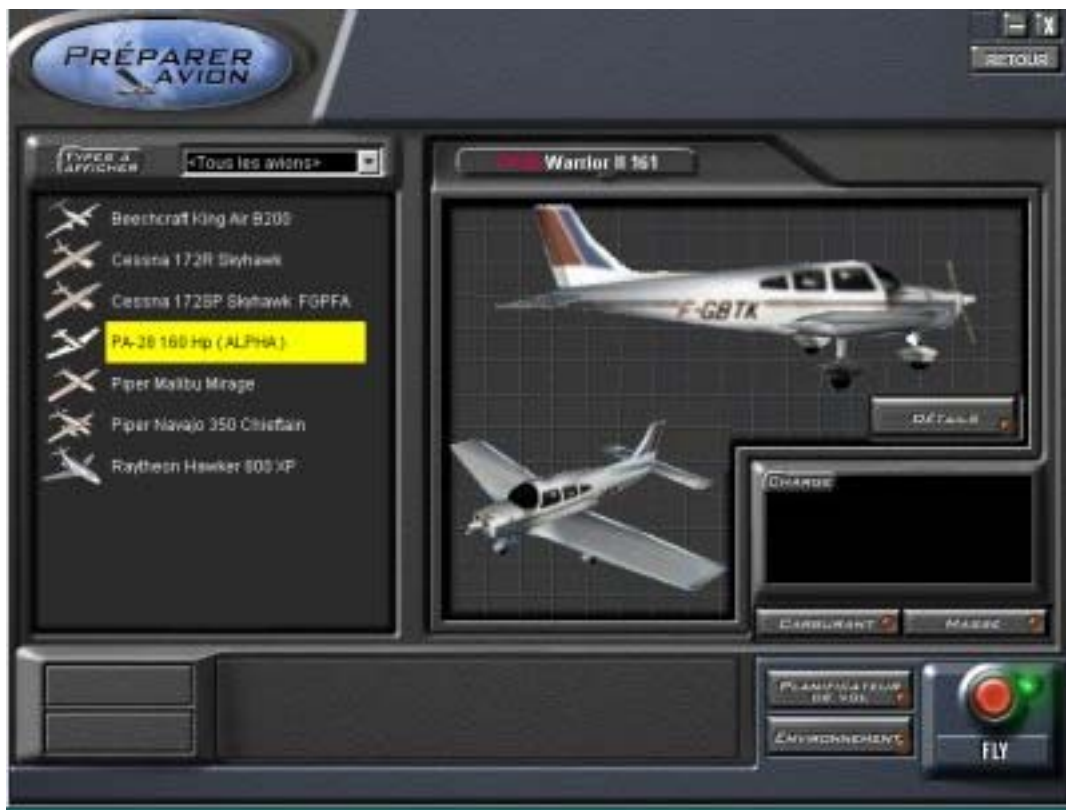 PRÉPARER
AVION
RETOUR
TYPES À
AFFICHER
<Tous les avions>
Warrior II 161
Beechcraft King Air B200
Cessna 172R Skyhawk
Cessna 172SP Skyhawk FGPFA
PA-28 160 Hp ( ALPHA )
Piper Malibu Mirage
Piper Navajo 350 Chieftain
Raytheon Hawker 800 XP
F-GBTK
DÉTAILS
CHARGE
CARBURANT
MASSE
PLANIFICATEUR
DE VOL
ENVIRONNEMENT
FLY